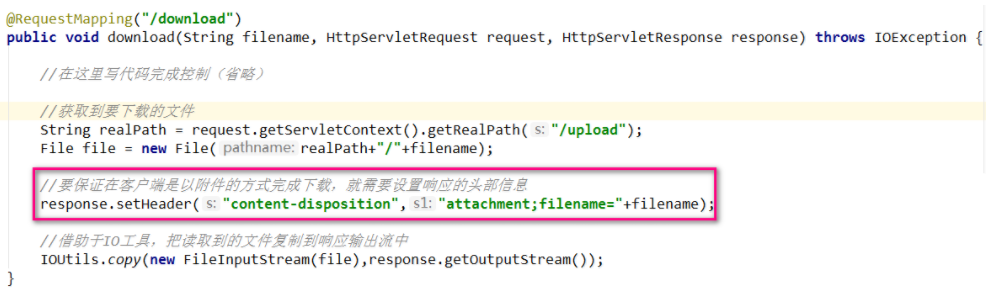 @RequestMapping("/download")
public void download(String filename, HttpServletRequest request, HttpServletResponse response) throws IOException {
//在这里写代码完成控制（省略）
//获取到要下载的文件
String realPath = request.getServletContext().getRealPath( s: "/upload");
File file = new File( pathname: realPath+"/"+filename);
//要保证在客户端是以附件的方式完成下载，就需要设置响应的头部信息
response.setHeader( s: "content-disposition", s1: "attachment;filename="+filename);
//借助于IO工具，把读取到的文件复制到响应输出流中
IOUtils.copy(new FileInputStream(file),response.getOutputStream());
}